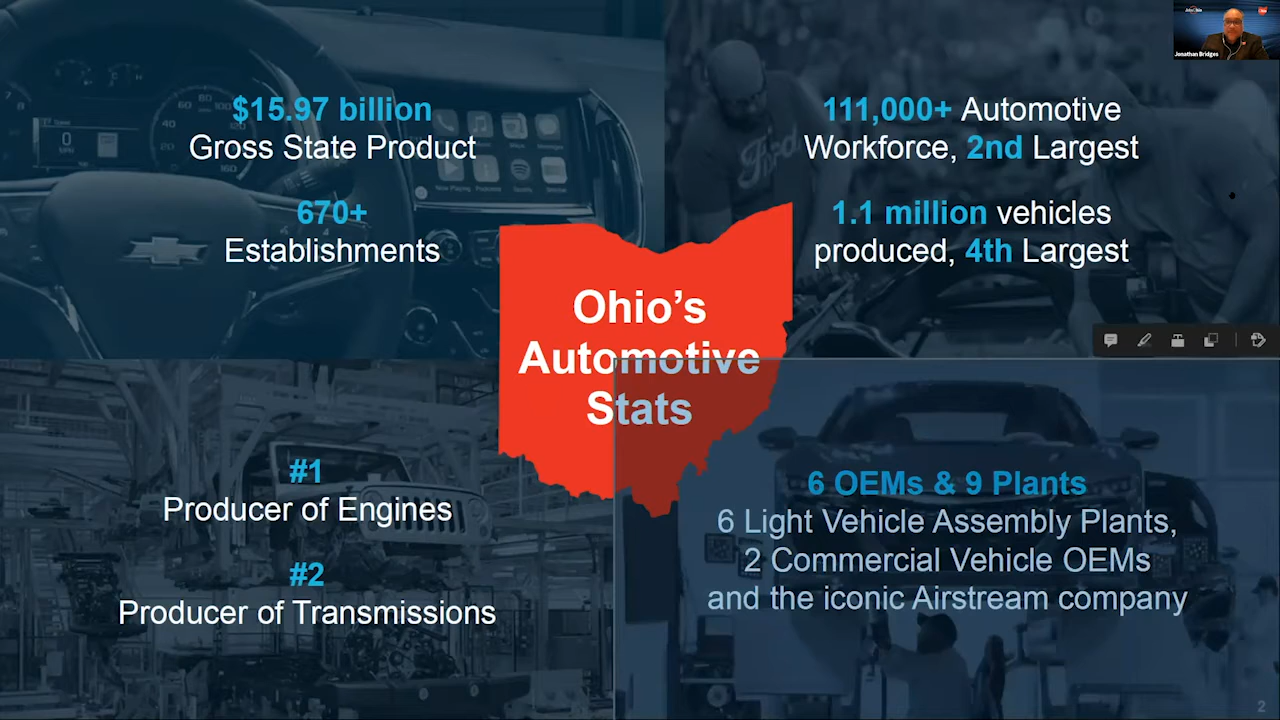 $15.97 billion
Gross State Product
670+
Establishments
111,000+ Automotive
Workforce, 2nd Largest
1.1 million vehicles
produced, 4th Largest
Jonathan Bridges
Ford
Ohio's
Automotive
Stats
#1
Producer of Engines
#2
Producer of Transmissions
6 OEMs & 9 Plants
6 Light Vehicle Assembly Plants,
2 Commercial Vehicle OEMs
and the iconic Airstream company
2